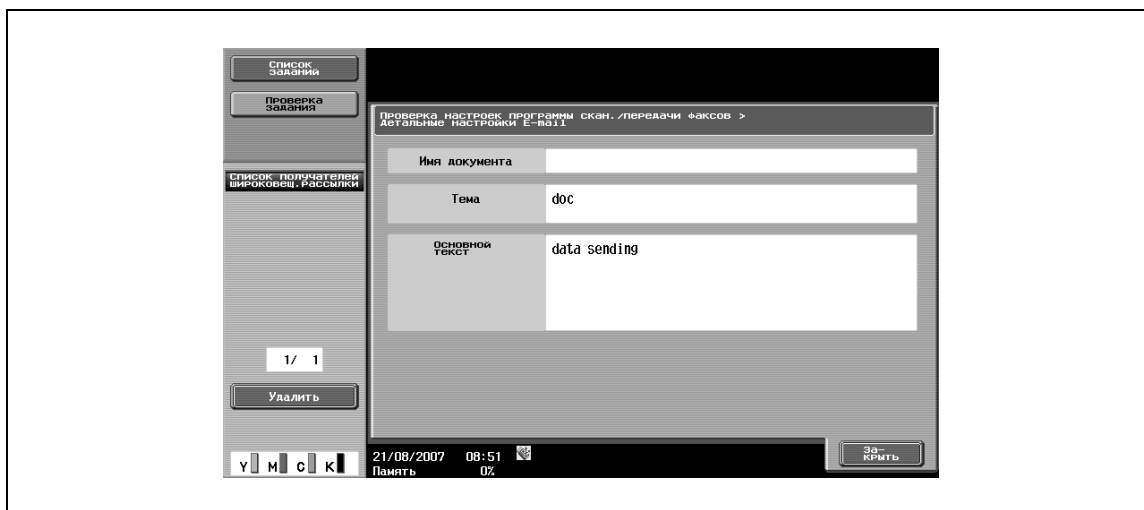 Список
заданий
Проверка
задания
Список получателей
широковещ.рассылки
1/ 1
Удалить
Y M C K
Проверка настроек программы скан./передачи факсов >
Детальные настройки E-mail
Имя документа
Тема
doc
Основной
текст
data sending
21/08/2007 08:51
Память 0%
За-
крыть